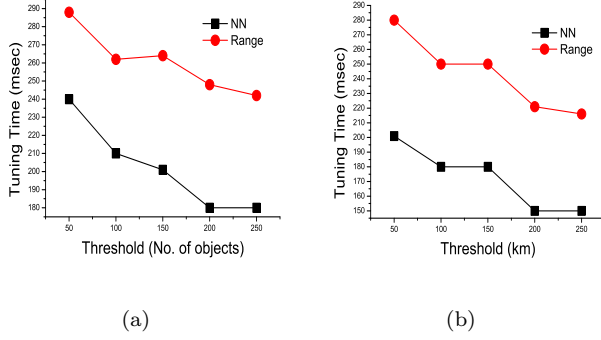 290
280
270
260
250
240
230
220
210
200
190
180
Tuning Time (msec)
NN
Range
50 100 150 200 250
Threshold (No. of objects)
(a)
290
280
270
260
250
240
230
220
210
200
190
180
170
160
150
Tuning Time (msec)
NN
Range
50 100 150 200 250
Threshold (km)
(b)